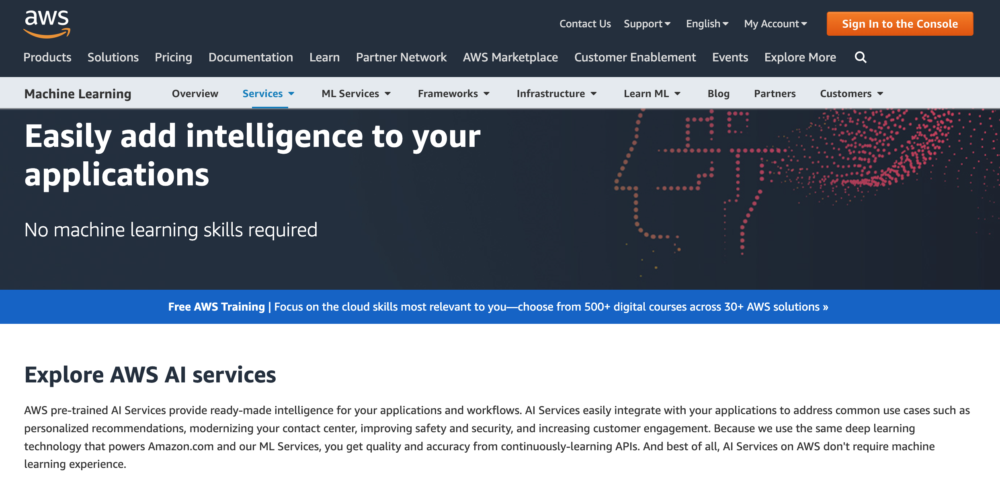 aws
Contact Us Support English My Account Sign In to the Console
Products Solutions Pricing Documentation Learn Partner Network AWS Marketplace Customer Enablement Events Explore More
Machine Learning Overview Services ML Services Frameworks Infrastructure Learn ML Blog Partners Customers
Easily add intelligence to your
applications
No machine learning skills required
Free AWS Training | Focus on the cloud skills most relevant to you—choose from 500+ digital courses across 30+ AWS solutions »
Explore AWS AI services
AWS pre-trained AI Services provide ready-made intelligence for your applications and workflows. AI Services easily integrate with your applications to address common use cases such as
personalized recommendations, modernizing your contact center, improving safety and security, and increasing customer engagement. Because we use the same deep learning
technology that powers Amazon.com and our ML Services, you get quality and accuracy from continuously-learning APIs. And best of all, AI Services on AWS don't require machine
learning experience.